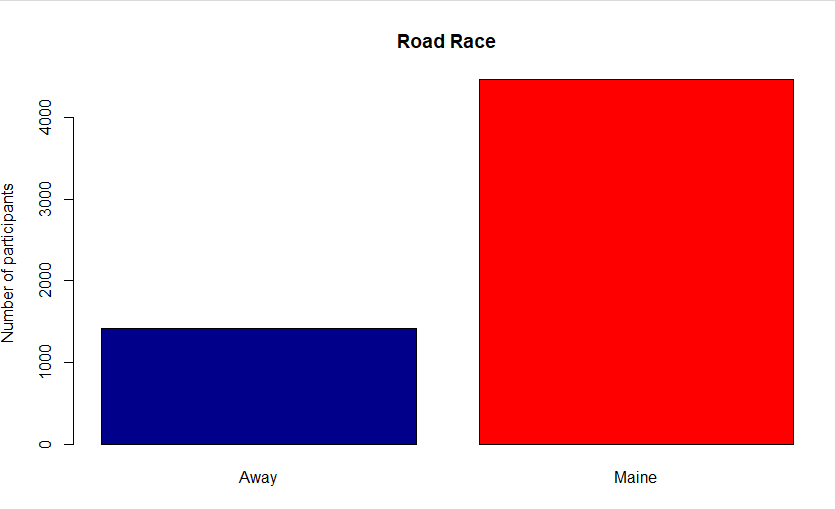 Road Race
Number of participants
4000
3000
2000
1000
0
Away
Maine